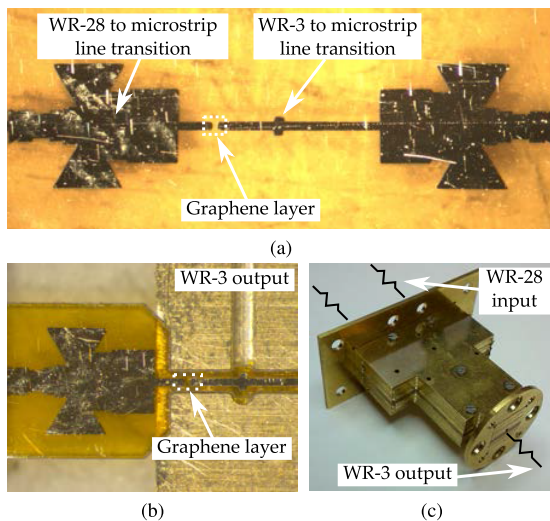 WR-28 to microstrip
line transition
WR-3 to microstrip
line transition
Graphene layer
(a)
WR-3 output
Graphene layer
(b)
WR-28
input
WR-3 output
(c)